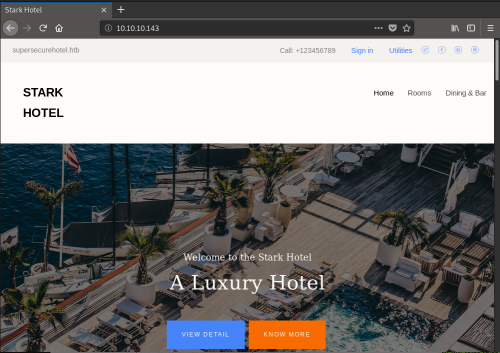 Stark Hotel
10.10.10.143
supersecurehotel.htb
Call: +123456789 Sign in Utilities
STARK
HOTEL
Home Rooms Dining & Bar
Welcome to the Stark Hotel
A Luxury Hotel
VIEW DETAIL KNOW MORE